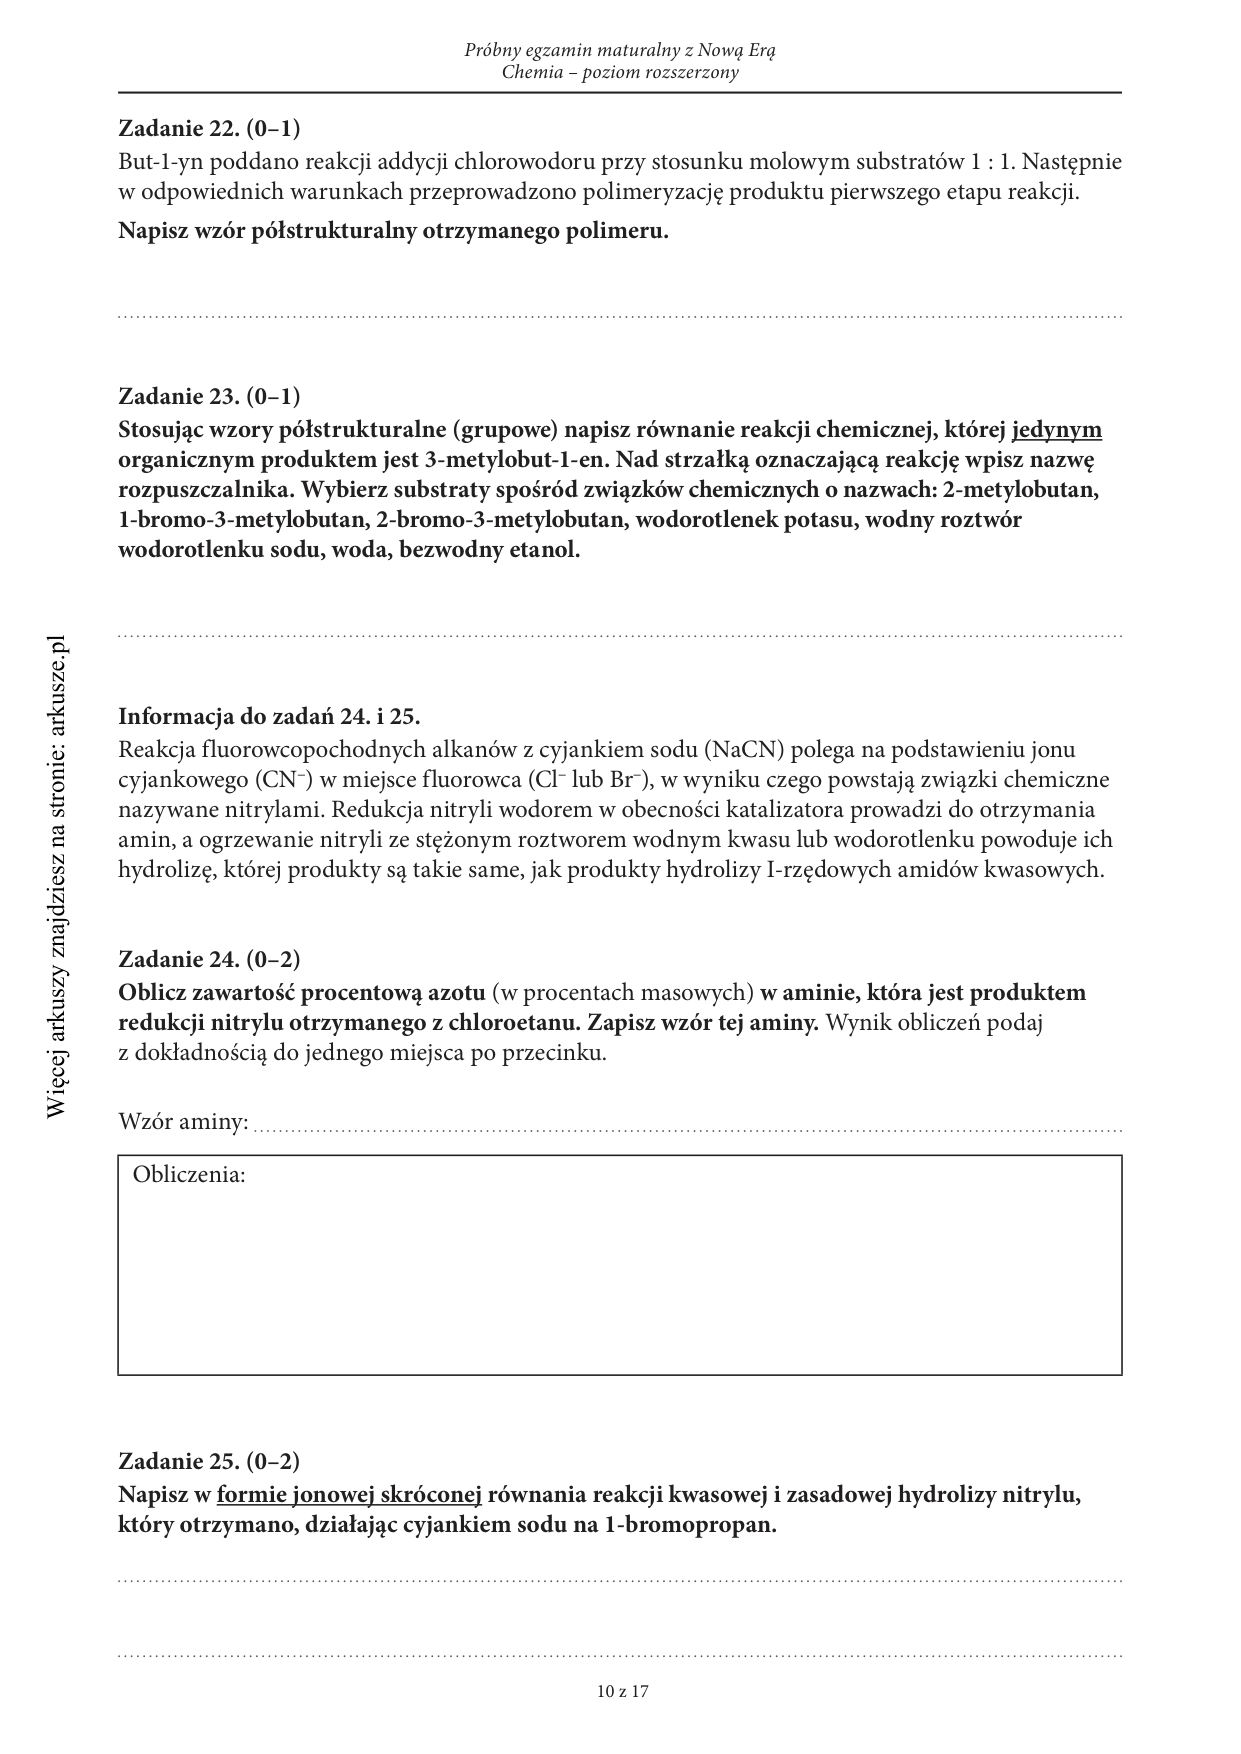 Próbny egzamin maturalny z Nową Erą
Chemia – poziom rozszerzony
Zadanie 22. (0–1)
But-1-yn poddano reakcji addycji chlorowodoru przy stosunku molowym substratów 1 : 1. Następnie
w odpowiednich warunkach przeprowadzono polimeryzację produktu pierwszego etapu reakcji.
Napisz wzór półstrukturalny otrzymanego polimeru.
Zadanie 23. (0–1)
Stosując wzory półstrukturalne (grupowe) napisz równanie reakcji chemicznej, której jedynym
organicznym produktem jest 3-metylobut-1-en. Nad strzałką oznaczającą reakcję wpisz nazwę
rozpuszczalnika. Wybierz substraty spośród związków chemicznych o nazwach: 2-metylobutan,
1-bromo-3-metylobutan, 2-bromo-3-metylobutan, wodorotlenek potasu, wodny roztwór
wodorotlenku sodu, woda, bezwodny etanol.
Informacja do zadań 24. i 25.
Reakcja fluorowcopochodnych alkanów z cyjankiem sodu (NaCN) polega na podstawieniu jonu
cyjankowego (CN⁻) w miejsce fluorowca (Cl⁻ lub Br⁻), w wyniku czego powstają związki chemiczne
nazywane nitrylami. Redukcja nitryli wodorem w obecności katalizatora prowadzi do otrzymania
amin, a ogrzewanie nitryli ze stężonym roztworem wodnym kwasu lub wodorotlenku powoduje ich
hydrolizę, której produkty są takie same, jak produkty hydrolizy I-rzędowych amidów kwasowych.
Zadanie 24. (0–2)
Oblicz zawartość procentową azotu (w procentach masowych) w aminie, która jest produktem
redukcji nitrylu otrzymanego z chloroetanu. Zapisz wzór tej aminy. Wynik obliczeń podaj
z dokładnością do jednego miejsca po przecinku.
Wzór aminy:
Obliczenia:
Zadanie 25. (0–2)
Napisz w formie jonowej skróconej równania reakcji kwasowej i zasadowej hydrolizy nitrylu,
który otrzymano, działając cyjankiem sodu na 1-bromopropan.
10 z 17
Więcej arkuszy znajdziesz na stronie: arkusze.pl